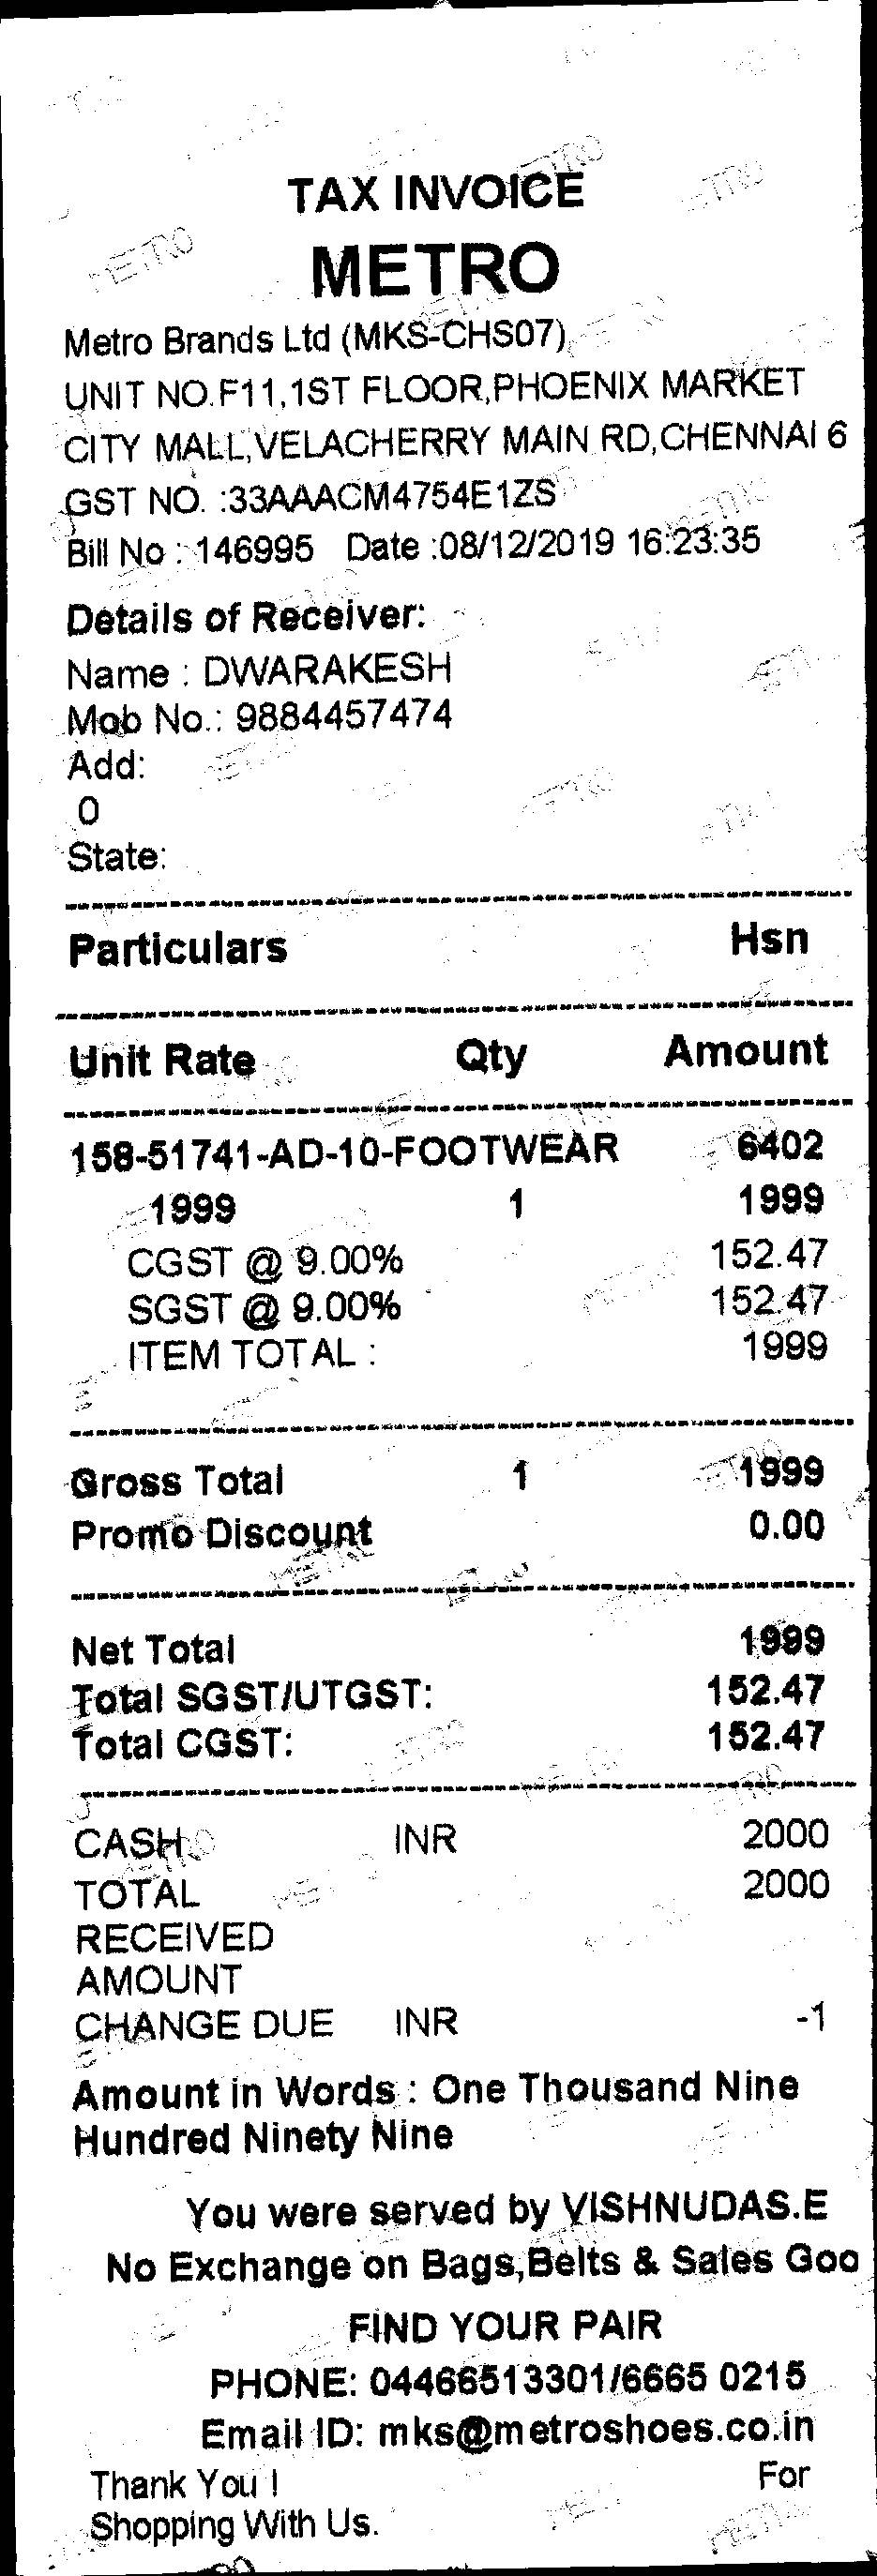 TAX INVOICE
METRO
Metro Brands Ltd (MKS-CHS07)
UNIT NO.F11,1ST FLOOR,PHOENIX MARKET
CITY MALL,VELACHERRY MAIN RD,CHENNAI 6
GST NO. :33AAACM4754E1ZS
Bill No : 146995 Date :08/12/2019 16:23:35
Details of Receiver:
Name : DWARAKESH
Mob No.: 9884457474
Add:
0
State:
Particulars Hsn
Unit Rate Qty Amount
158-51741-AD-10-FOOTWEAR 6402
1999 1 1999
CGST @ 9.00% 152.47
SGST @ 9.00% 152.47
ITEM TOTAL : 1999
Gross Total 1 1999
Promo Discount 0.00
Net Total 1999
Total SGST/UTGST: 152.47
Total CGST: 152.47
CASH INR 2000
TOTAL 2000
RECEIVED
AMOUNT
CHANGE DUE INR -1
Amount in Words : One Thousand Nine
Hundred Ninety Nine
You were served by VISHNUDAS.E
No Exchange on Bags,Belts & Sales Goo
FIND YOUR PAIR
PHONE: 04466513301/6665 0215
Email ID: mks@metroshoes.co.in
Thank You ! For
Shopping With Us.